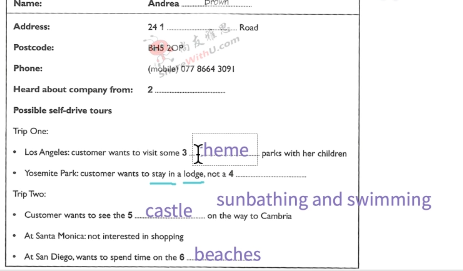 Name: Andrea Brown
Address: 24 1 Road
Postcode: BH5 2OP
Phone: (mobile) 077 8664 3091
Heard about company from: 2
Possible self-drive tours
Trip One:
• Los Angeles: customer wants to visit some 3 theme parks with her children
• Yosemite Park: customer wants to stay in a lodge, not a 4
Trip Two:
sunbathing and swimming
• Customer wants to see the 5 castle on the way to Cambria
• At Santa Monica: not interested in shopping
• At San Diego, wants to spend time on the 6 beaches